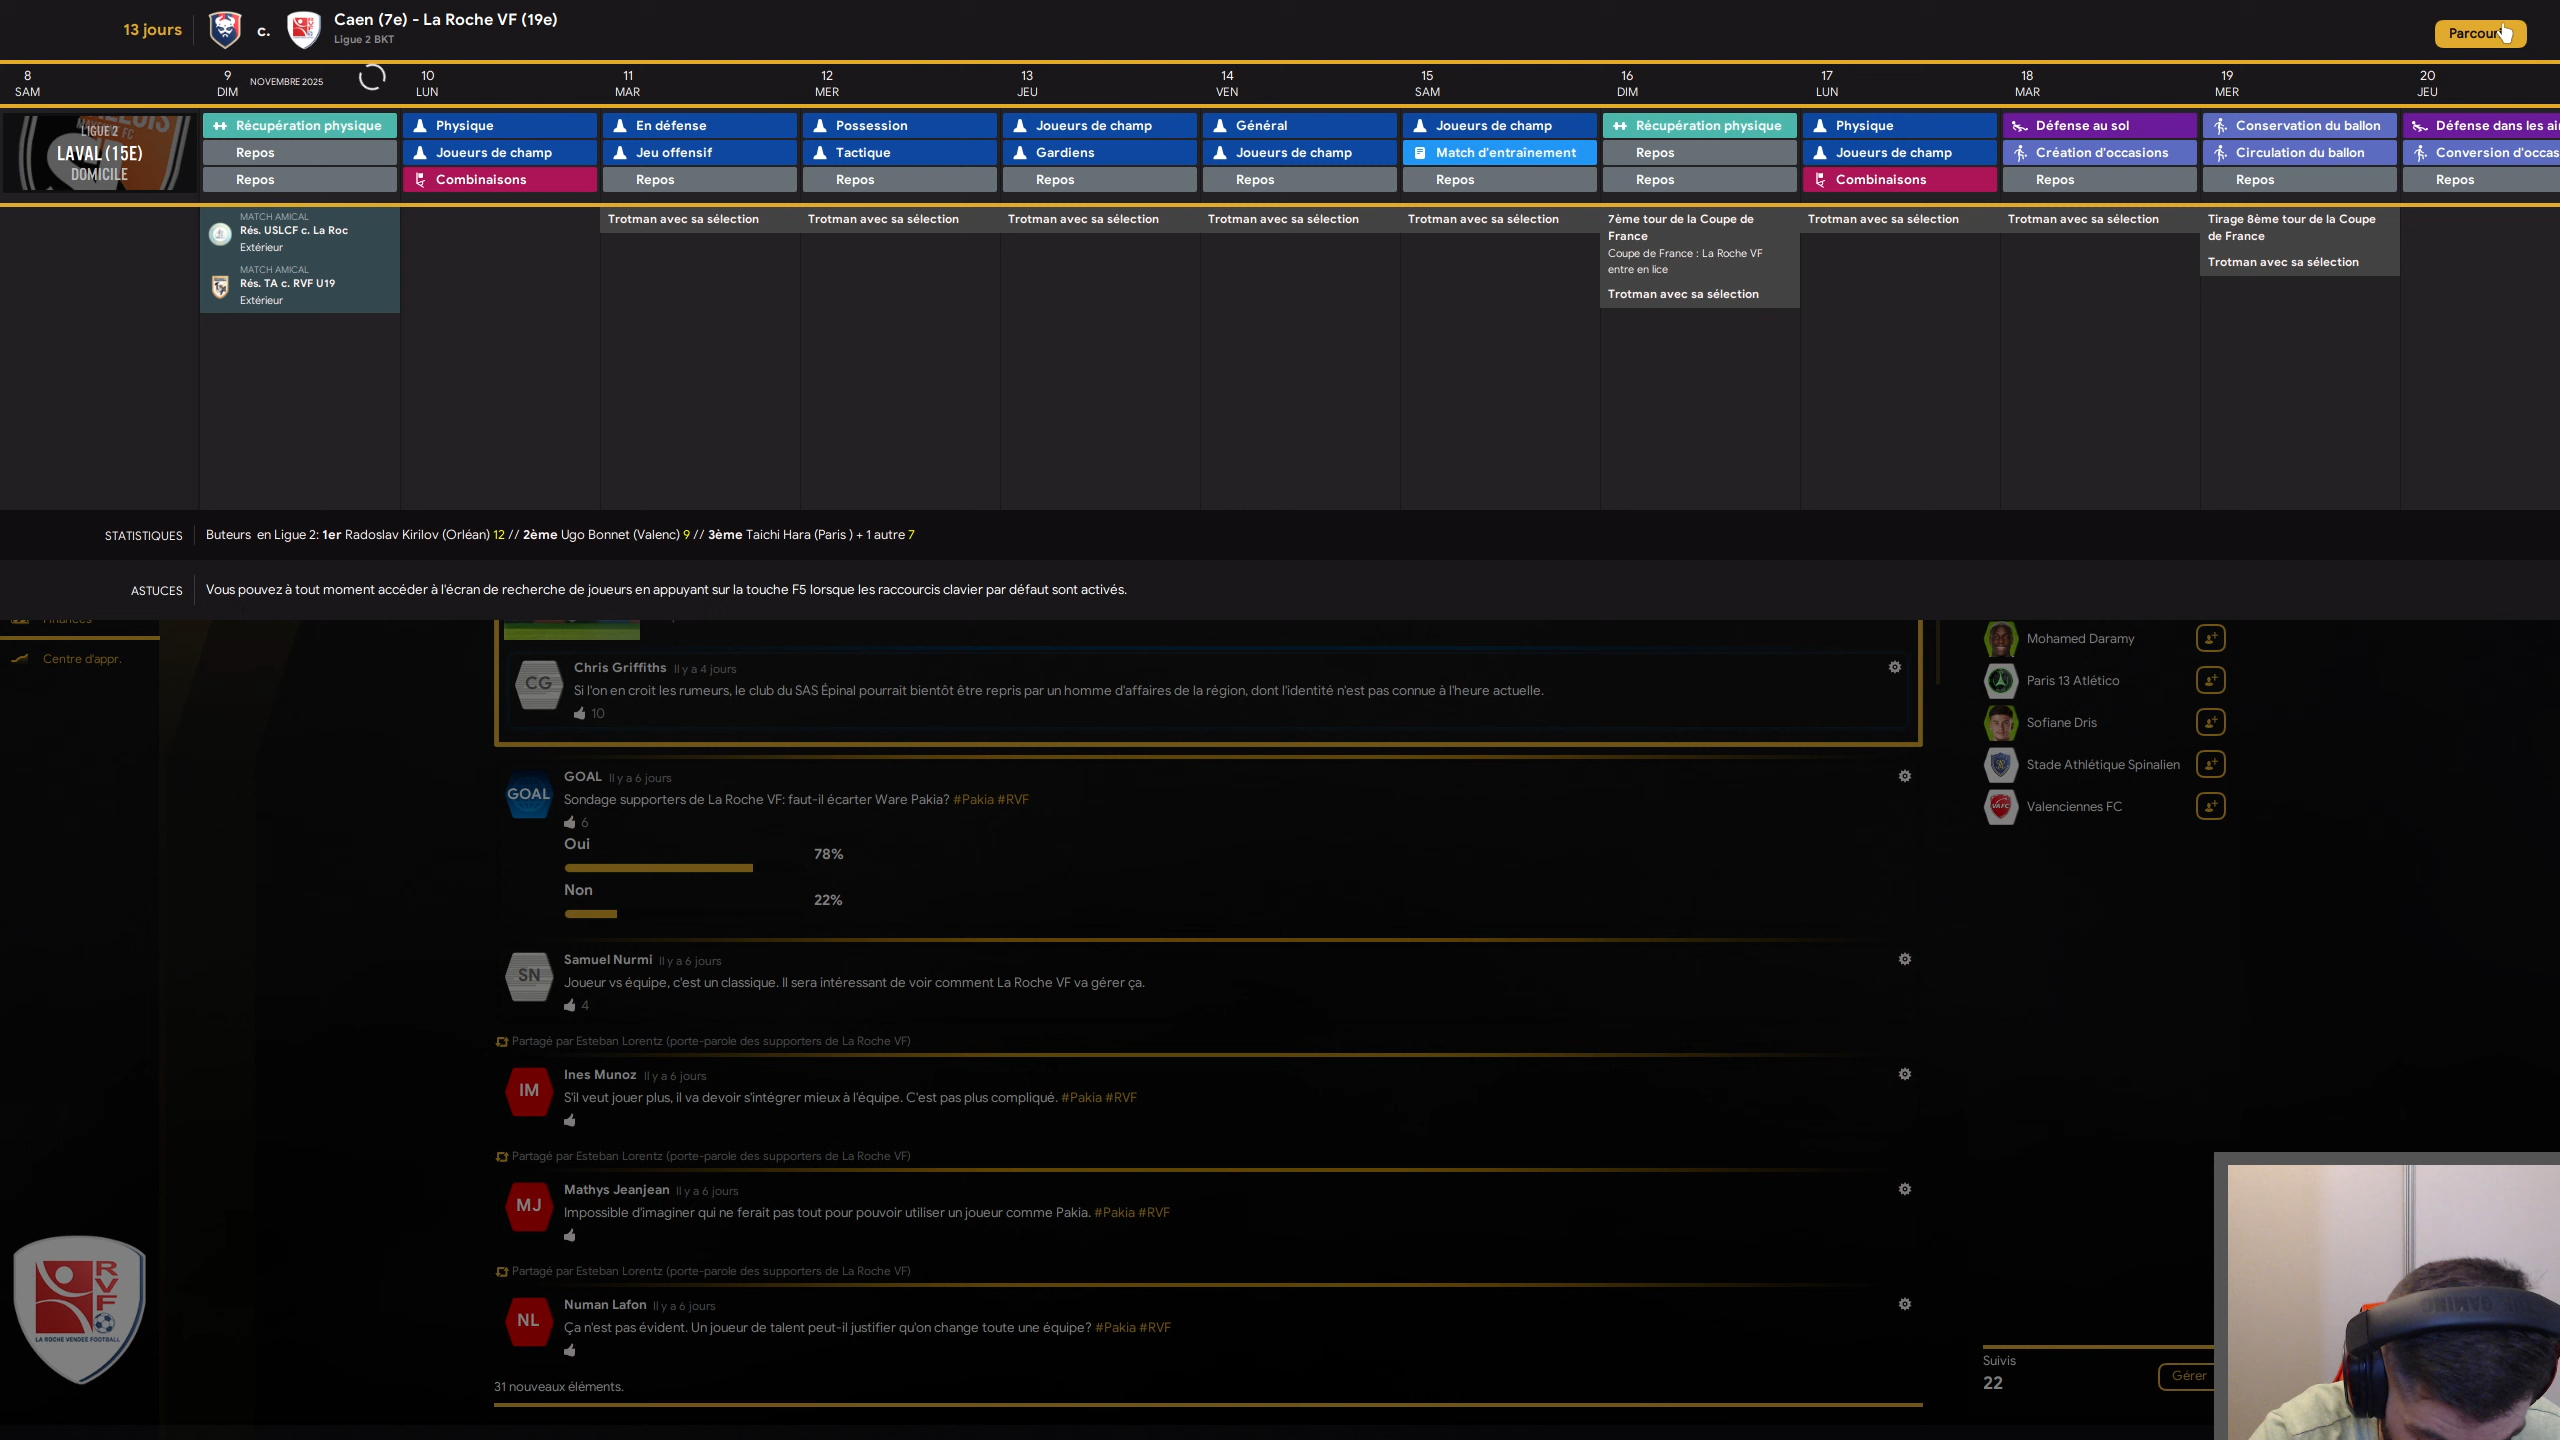 13 jours
c.
Caen (7e) - La Roche VF (19e)
Ligue 2 BKT
8 SAM
9 DIM NOVEMBRE 2025
10 LUN
11 MAR
12 MER
13 JEU
14 VEN
15 SAM
16 DIM
17 LUN
18 MAR
19 MER
20 JEU
LIGUE 2
LAVAL (15E)
DOMICILE
Récupération physique
Physique
En défense
Possession
Joueurs de champ
Général
Joueurs de champ
Récupération physique
Physique
Défense au sol
Conservation du ballon
Défense dans les
Repos
Joueurs de champ
Jeu offensif
Tactique
Gardiens
Joueurs de champ
Match d'entraînement
Repos
Joueurs de champ
Création d'occasions
Circulation du ballon
Conversion
Repos
Combinaisons
Repos
Repos
Repos
Repos
Repos
Repos
Combinaisons
Repos
Repos
Repos
MATCH AMICAL
Rés. USLCF c. La Roc
Extérieur
MATCH AMICAL
Rés. TA c. RVF U19
Extérieur
Trotman avec sa sélection
Trotman avec sa sélection
Trotman avec sa sélection
Trotman avec sa sélection
Trotman avec sa sélection
7ème tour de la Coupe de
France
Coupe de France : La Roche VF
entre en lice
Trotman avec sa sélection
Trotman avec sa sélection
Trotman avec sa sélection
Tirage 8ème tour de la Coupe
de France
Trotman avec sa sélection
STATISTIQUES
Buteurs en Ligue 2: 1er Radoslav Kirilov (Orléan) 12 // 2ème Ugo Bonnet (Valenc) 9 // 3ème Taichi Hara (Paris ) + 1 autre 7
ASTUCES
Vous pouvez à tout moment accéder à l'écran de recherche de joueurs en appuyant sur la touche F5 lorsque les raccourcis clavier par défaut sont activés.
Centre d'appr.
CG
Chris Griffiths Il y a 4 jours
Si l'on en croit les rumeurs, le club du SAS Épinal pourrait bientôt être repris par un homme d'affaires de la région, dont l'identité n'est pas connue à l'heure actuelle.
10
GOAL
GOAL Il y a 6 jours
Sondage supporters de La Roche VF: faut-il écarter Ware Pakia? #Pakia #RVF
6
Oui
78%
Non
22%
SN
Samuel Nurmi Il y a 6 jours
Joueur vs équipe, c'est un classique. Il sera intéressant de voir comment La Roche VF va gérer ça.
4
Partagé par Esteban Lorentz (porte-parole des supporters de La Roche VF)
IM
Ines Munoz Il y a 6 jours
S'il veut jouer plus, il va devoir s'intégrer mieux à l'équipe. C'est pas plus compliqué. #Pakia #RVF
Partagé par Esteban Lorentz (porte-parole des supporters de La Roche VF)
MJ
Mathys Jeanjean Il y a 6 jours
Impossible d'imaginer qui ne ferait pas tout pour pouvoir utiliser un joueur comme Pakia. #Pakia #RVF
Partagé par Esteban Lorentz (porte-parole des supporters de La Roche VF)
NL
Numan Lafon Il y a 6 jours
Ça n'est pas évident. Un joueur de talent peut-il justifier qu'on change toute une équipe? #Pakia #RVF
31 nouveaux éléments.
Mohamed Daramy
Paris 13 Atlético
Sofiane Dris
Stade Athlétique Spinalien
VAFC
Valenciennes FC
Suivis
22
Gérer
RVF
LA ROCHE VENDEE FOOTBALL